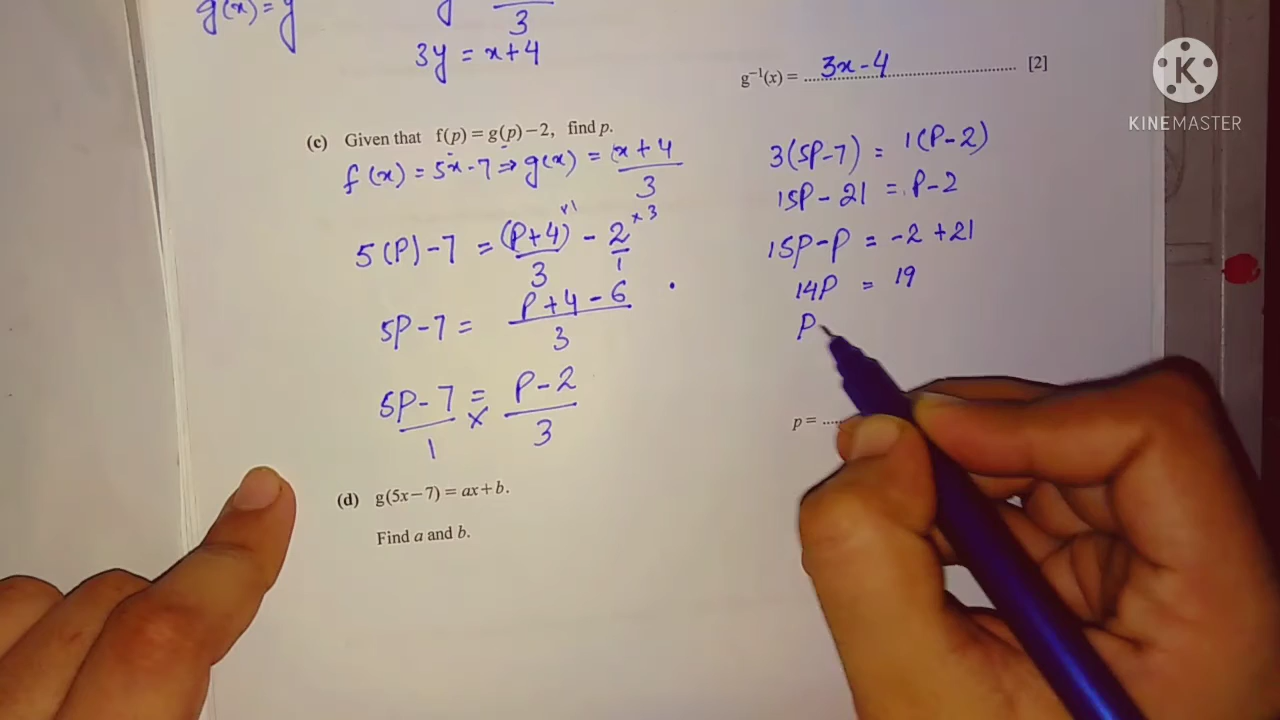 g(x) = y
3
3y = x+4
g⁻¹(x) = 3x - 4 [2]
K
KINEMASTER
(c) Given that f(p) = g(p) − 2, find p.
f(x) = 5x - 7 ⇒ g(x) = x + 4 / 3
5(P) - 7 = (P+4) ×1 / 3 - 2 ×3 / 1
5P - 7 = P + 4 - 6 / 3
5P - 7 / 1 × = P - 2 / 3
3(5P - 7) = 1(P - 2)
15P - 21 = P - 2
15P - P = -2 + 21
14P = 19
P
p = .....
(d) g(5x − 7) = ax + b.
Find a and b.